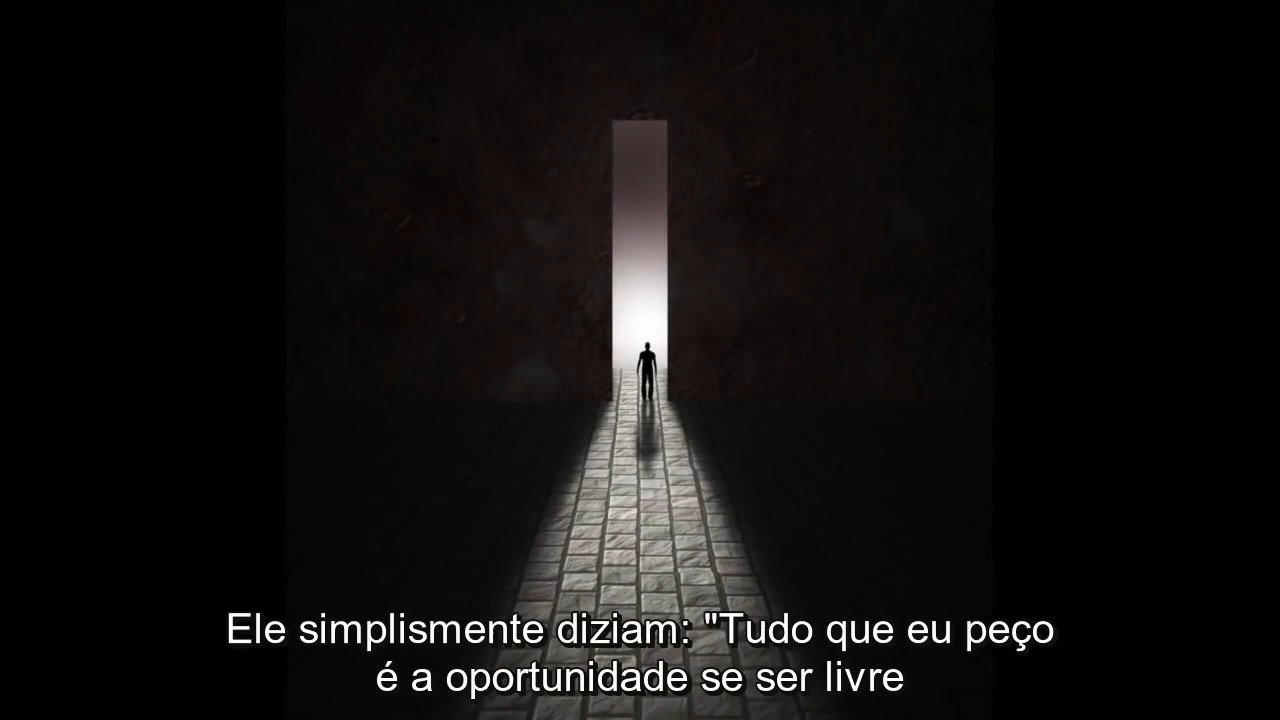 Ele simplismente diziam: "Tudo que eu peço
é a oportunidade se ser livre